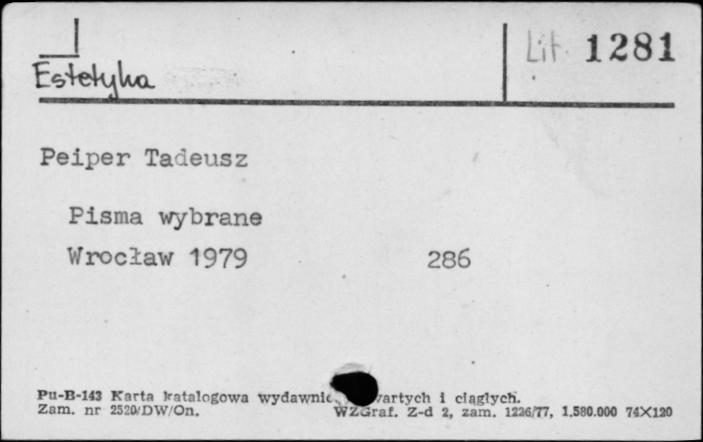 Estetyka Lit 1281
Peiper Tadeusz
Pisma wybrane
Wrocław 1979 286
Pu-B-143 Karta katalogowa wydawnic artych i ciągłych.
Zam. nr 2520/DW/On. WZGraf. Z-d 2, zam. 1226/77, 1.580.000 74X120